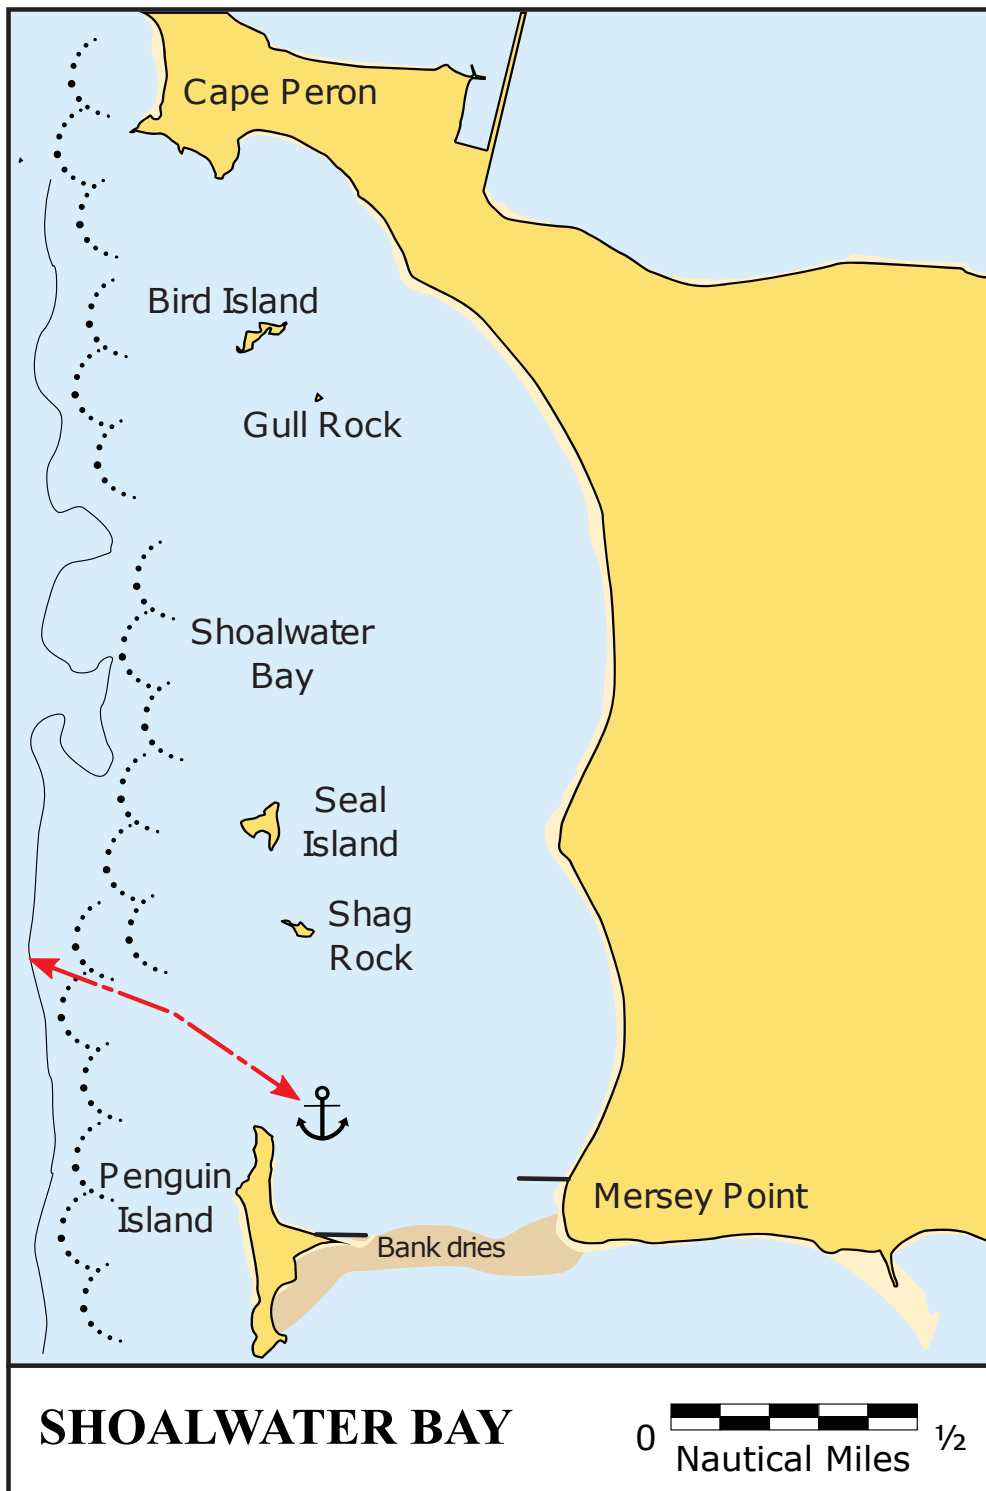 Cape Peron
Bird Island
Gull Rock
Shoalwater
Bay
Seal
Island
Shag
Rock
Penguin
Island
Mersey Point
Bank dries
SHOALWATER BAY
0 ½
Nautical Miles